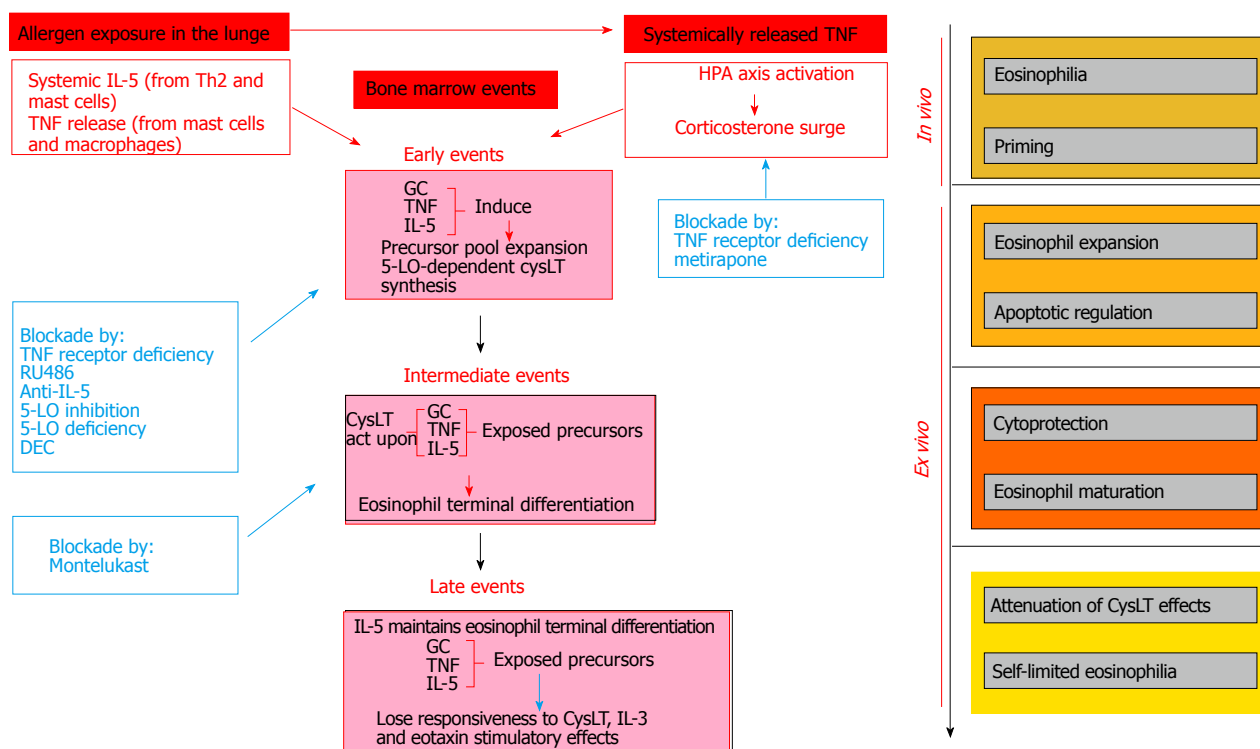 Allergen exposure in the lunge
Systemically released TNF
Systemic IL-5 (from Th2 and
mast cells)
TNF release (from mast cells
and macrophages)
Bone marrow events
HPA axis activation
Corticosterone surge
Early events
GC
TNF
IL-5
Induce
Precursor pool expansion
5-LO-dependent cysLT
synthesis
Blockade by:
TNF receptor deficiency
metirapone
Blockade by:
TNF receptor deficiency
RU486
Anti-IL-5
5-LO inhibition
5-LO deficiency
DEC
Intermediate events
CysLT
act upon
GC
TNF
IL-5
Exposed precursors
Eosinophil terminal differentiation
Blockade by:
Montelukast
Late events
IL-5 maintains eosinophil terminal differentiation
GC
TNF
IL-5
Exposed precursors
Lose responsiveness to CysLT, IL-3
and eotaxin stimulatory effects
In vivo
Eosinophilia
Priming
Ex vivo
Eosinophil expansion
Apoptotic regulation
Cytoprotection
Eosinophil maturation
Attenuation of CysLT effects
Self-limited eosinophilia